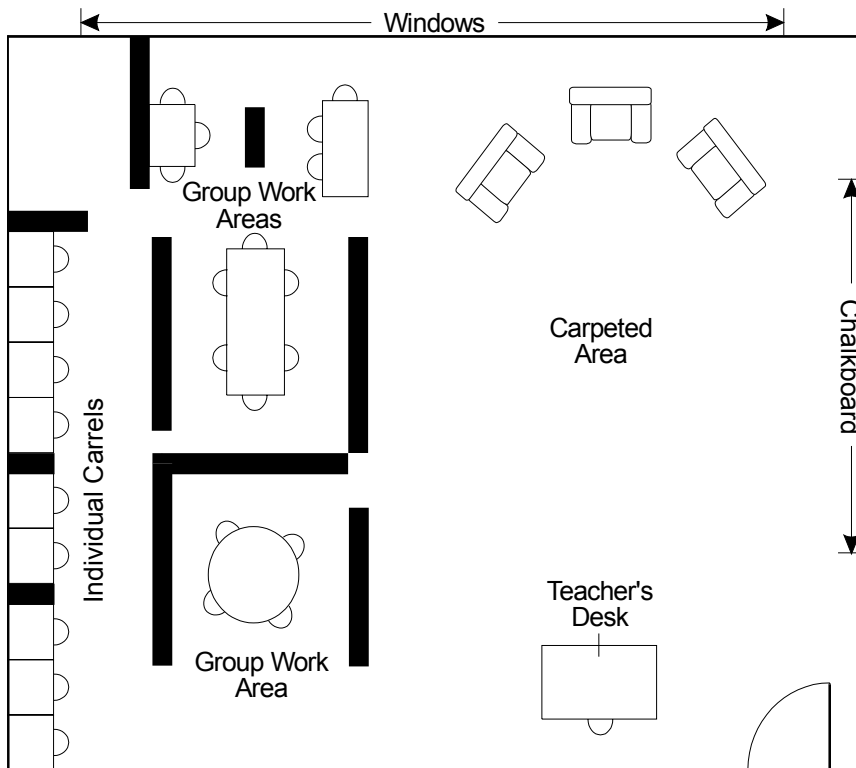 Windows
Group Work
Areas
Carpeted
Area
Chalkboard
Individual Carrels
Teacher's
Desk
Group Work
Area